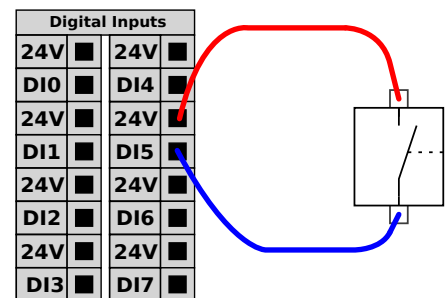 Digital Inputs
24V 24V
DI0 DI4
24V 24V
DI1 DI5
24V 24V
DI2 DI6
24V 24V
DI3 DI7